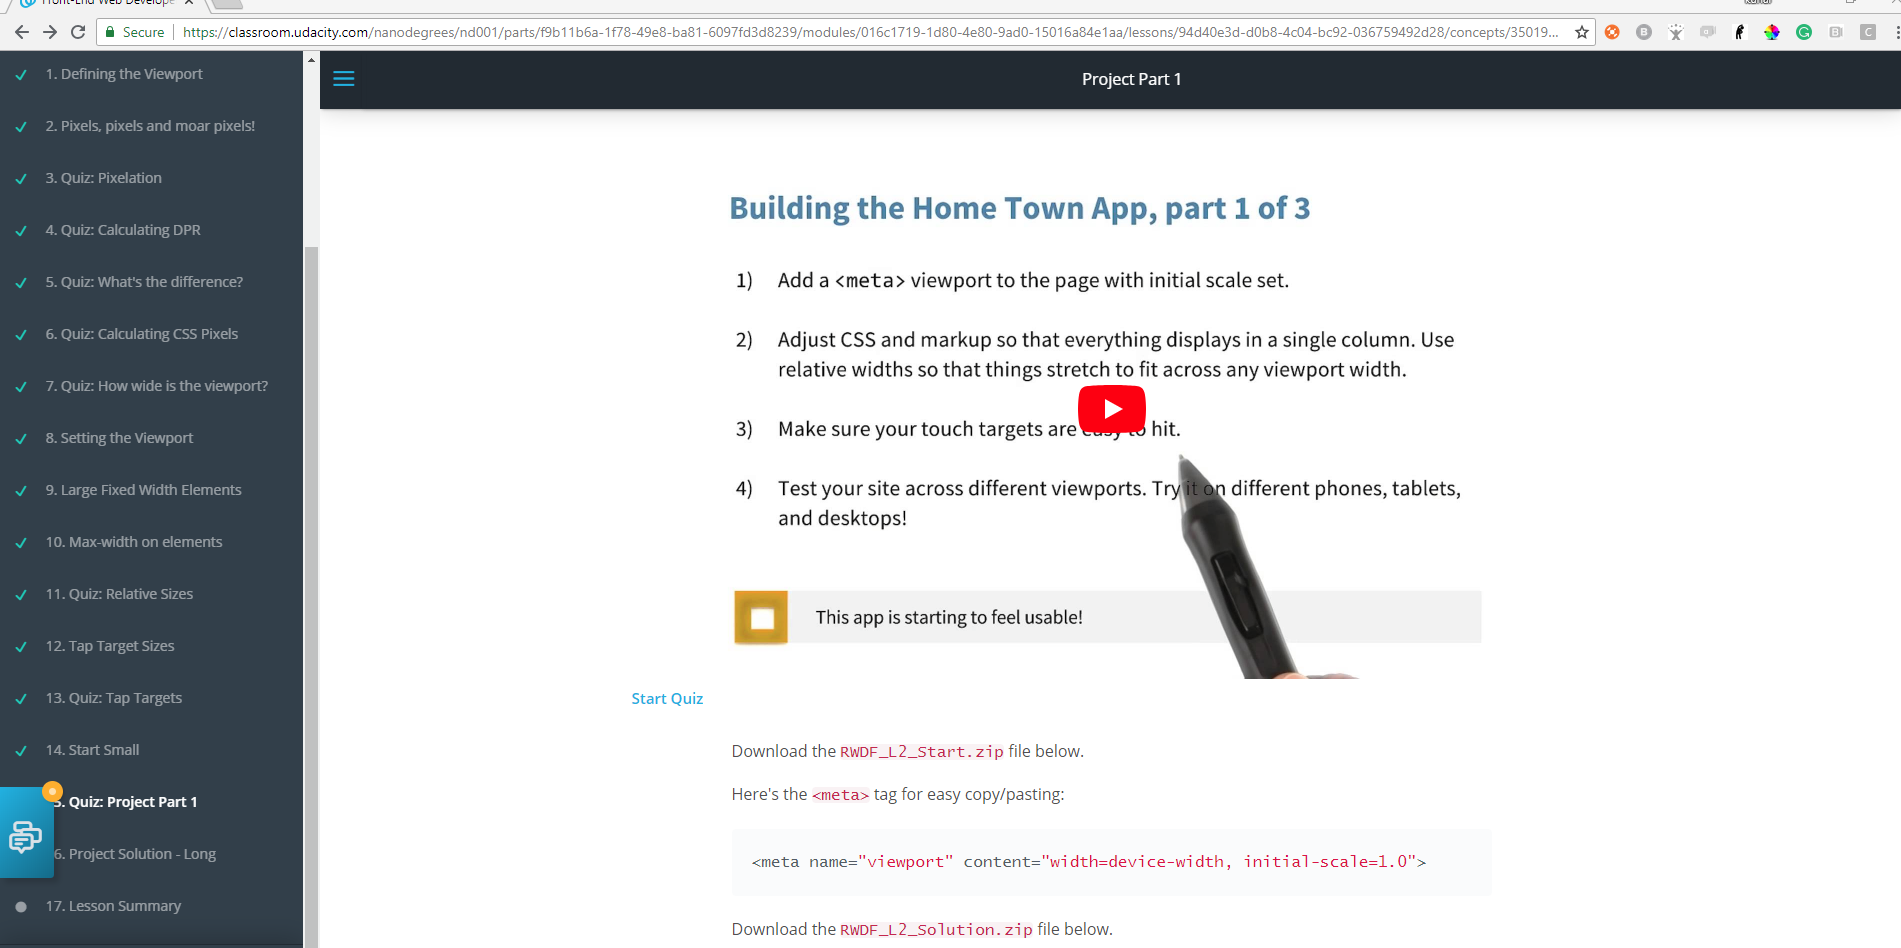 Front-End Web Develope
Secure
https://classroom.udacity.com/nanodegrees/nd001/parts/f9b11b6a-1f78-49e8-ba81-6097fd3d8239/modules/016c1719-1d80-4e80-9ad0-15016a84e1aa/lessons/94d40e3d-d0b8-4c04-bc92-036759492d28/concepts/35019...
1. Defining the Viewport
2. Pixels, pixels and moar pixels!
3. Quiz: Pixelation
4. Quiz: Calculating DPR
5. Quiz: What's the difference?
6. Quiz: Calculating CSS Pixels
7. Quiz: How wide is the viewport?
8. Setting the Viewport
9. Large Fixed Width Elements
10. Max-width on elements
11. Quiz: Relative Sizes
12. Tap Target Sizes
13. Quiz: Tap Targets
14. Start Small
5. Quiz: Project Part 1
6. Project Solution - Long
17. Lesson Summary
Project Part 1
Building the Home Town App, part 1 of 3
1) Add a <meta> viewport to the page with initial scale set.
2) Adjust CSS and markup so that everything displays in a single column. Use
relative widths so that things stretch to fit across any viewport width.
3) Make sure your touch targets are easy to hit.
4) Test your site across different viewports. Try it on different phones, tablets,
and desktops!
This app is starting to feel usable!
Start Quiz
Download the RWDF_L2_Start.zip file below.
Here's the <meta> tag for easy copy/pasting:
<meta name="viewport" content="width=device-width, initial-scale=1.0">
Download the RWDF_L2_Solution.zip file below.